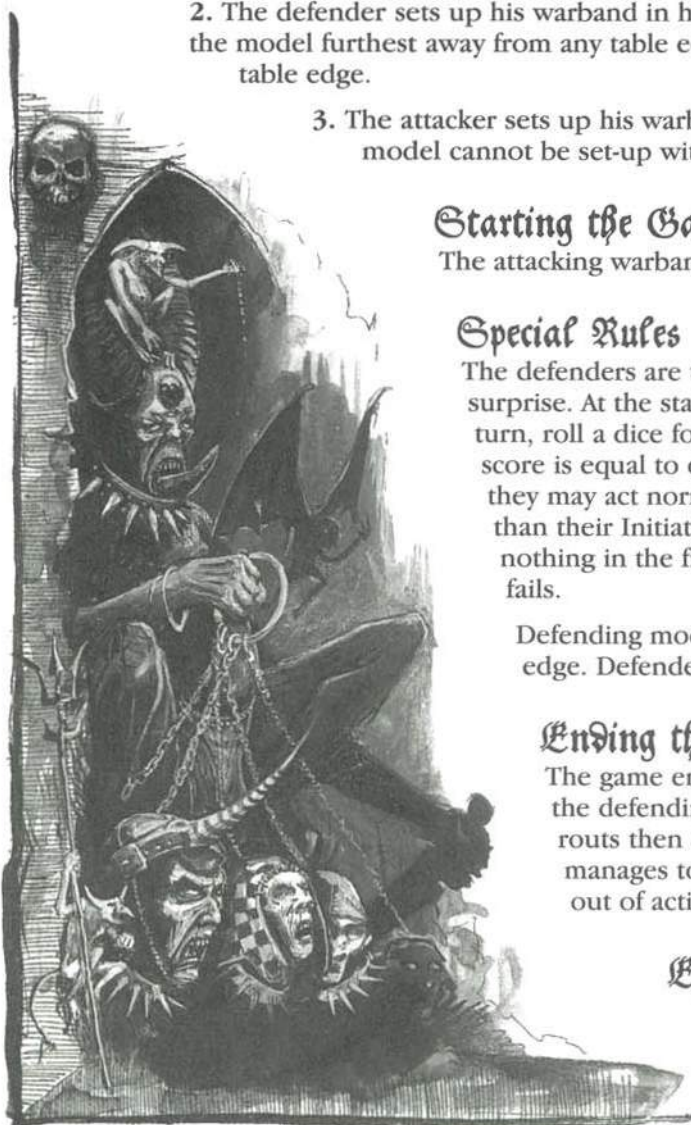 2. The defender sets up his warband in h
the model furthest away from any table e
table edge.
3. The attacker sets up his warb
model cannot be set-up wit
Starting the Ga
The attacking warban
Special Rules
The defenders are
surprise. At the sta
turn, roll a dice fo
score is equal to
they may act norm
than their Initiat
nothing in the f
fails.
Defending mod
edge. Defende
Ending th
The game en
the defendin
routs then
manages to
out of acti
E